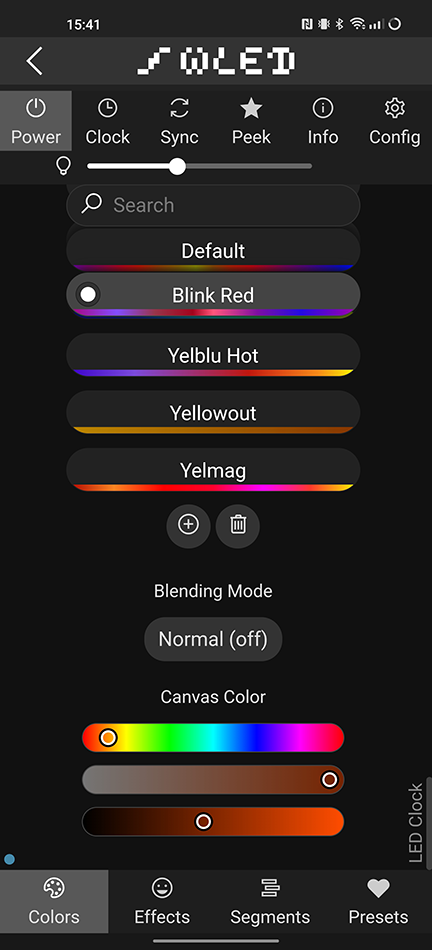 15:41
WLED
Power
Clock
Sync
Peek
Info
Config
Search
Default
Blink Red
Yelblu Hot
Yellowout
Yelmag
Blending Mode
Normal (off)
Canvas Color
LED Clock
Colors
Effects
Segments
Presets